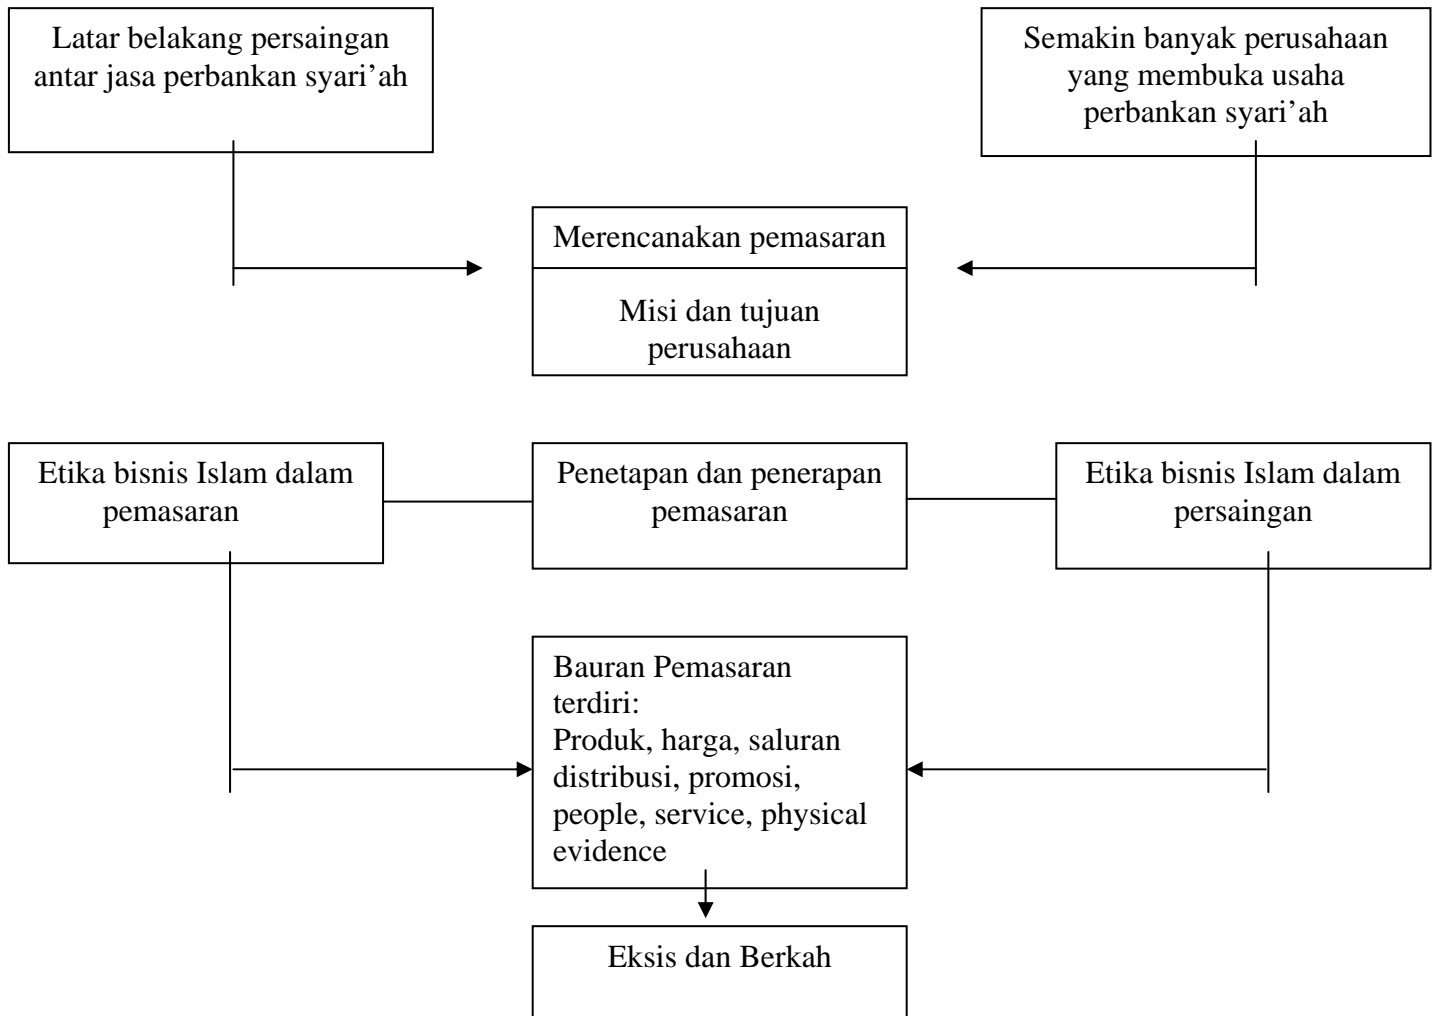 Latar belakang persaingan
antar jasa perbankan syari’ah
Semakin banyak perusahaan
yang membuka usaha
perbankan syari’ah
Merencanakan pemasaran
Misi dan tujuan
perusahaan
Etika bisnis Islam dalam
pemasaran
Penetapan dan penerapan
pemasaran
Etika bisnis Islam dalam
persaingan
Bauran Pemasaran
terdiri:
Produk, harga, saluran
distribusi, promosi,
people, service, physical
evidence
Eksis dan Berkah